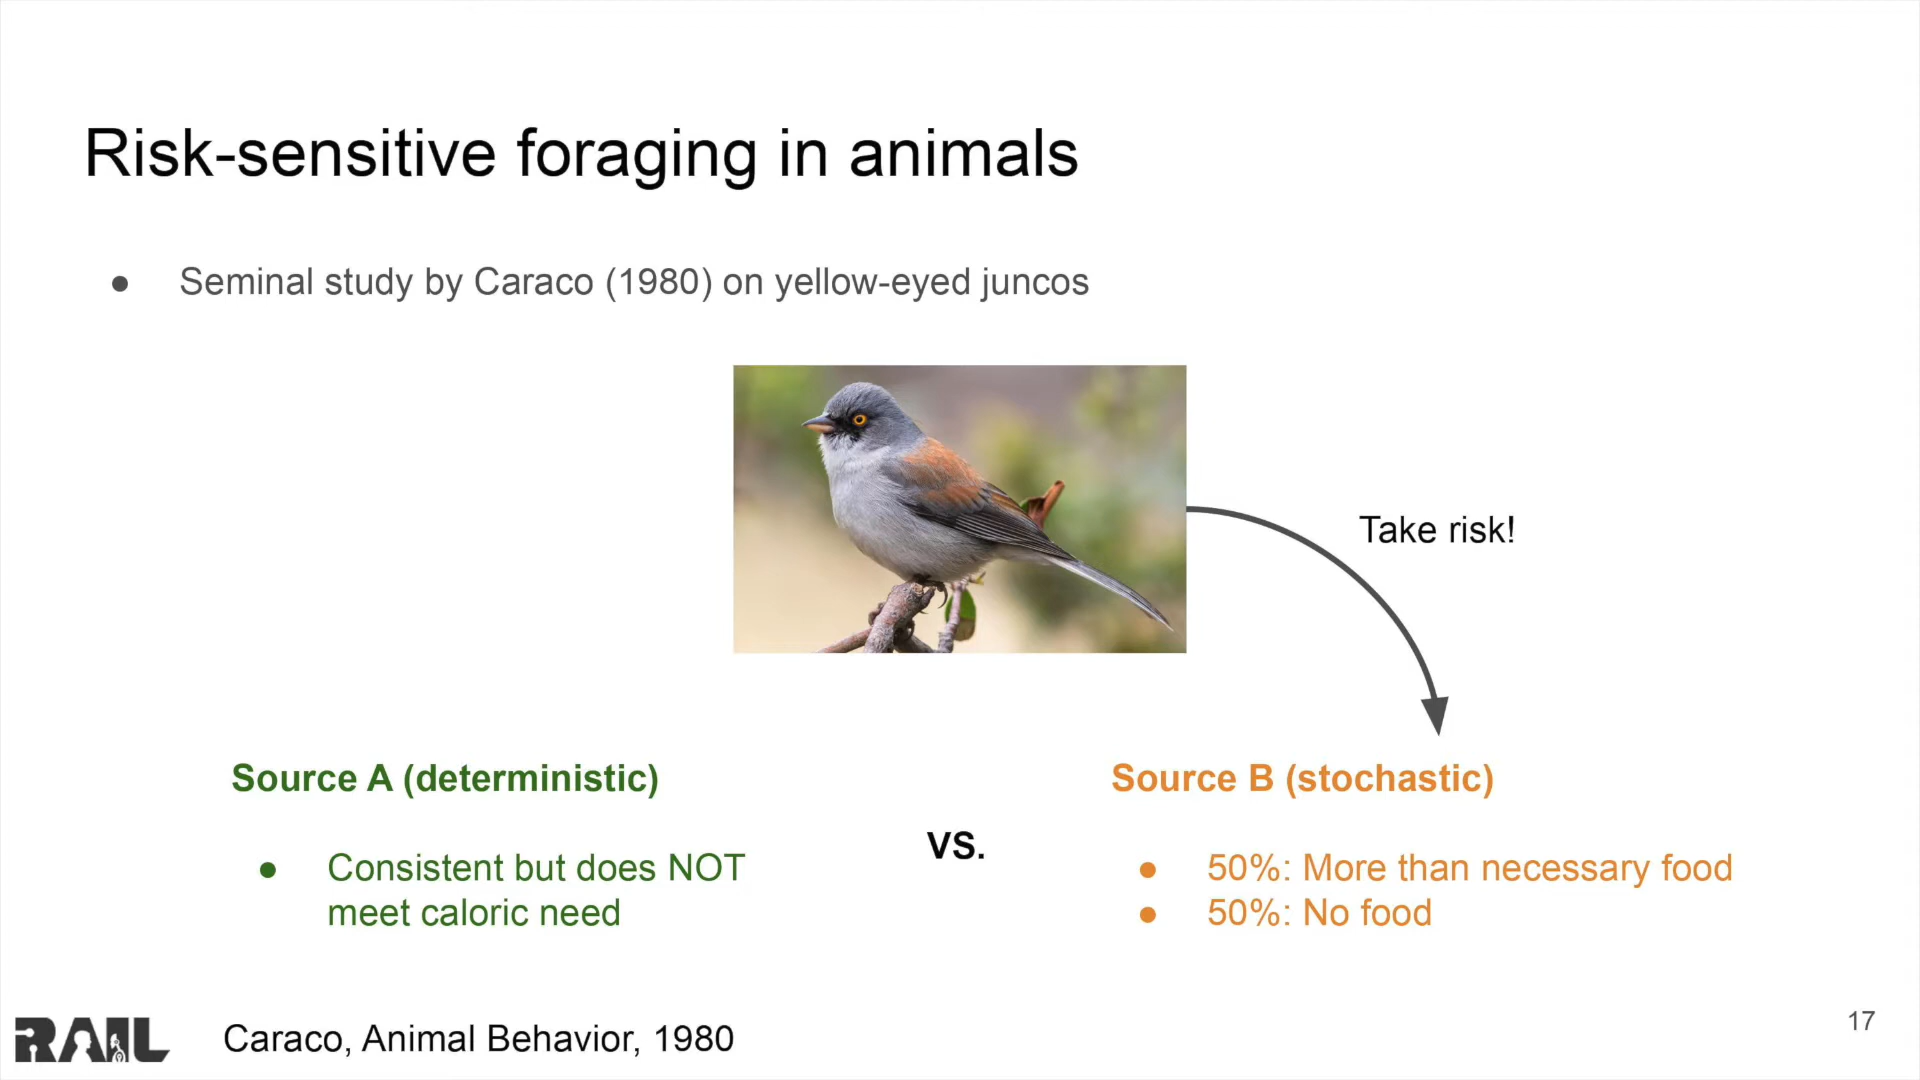 Risk-sensitive foraging in animals
● Seminal study by Caraco (1980) on yellow-eyed juncos
Take risk!
Source A (deterministic)
● Consistent but does NOT
meet caloric need
vs.
Source B (stochastic)
● 50%: More than necessary food
● 50%: No food
RAIL
Caraco, Animal Behavior, 1980
17